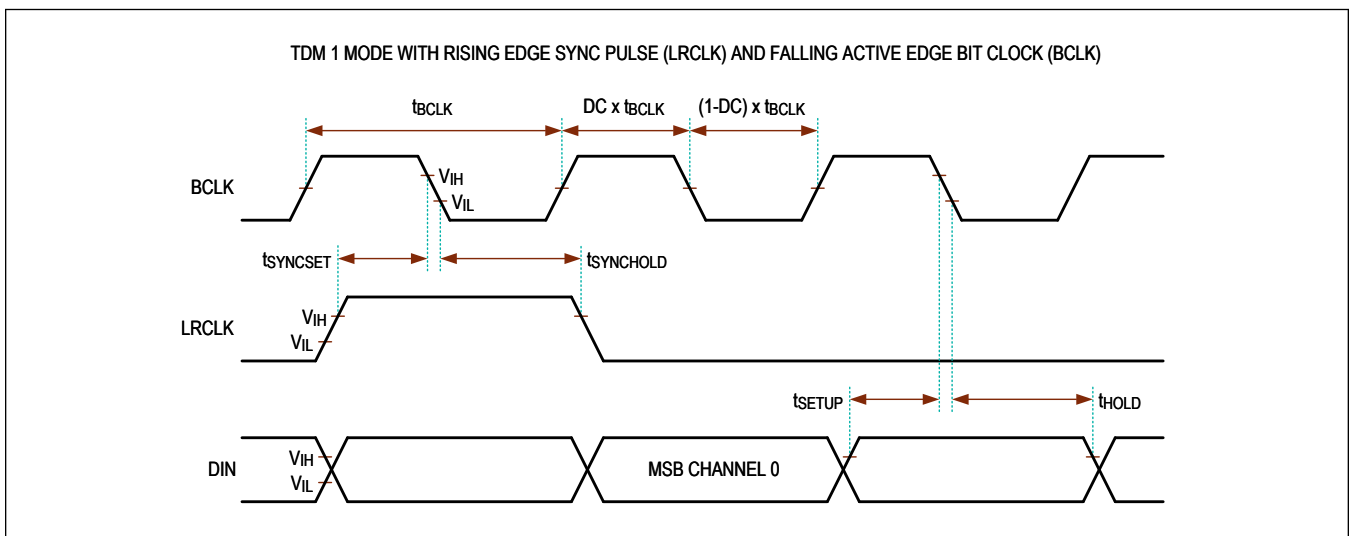 TDM 1 MODE WITH RISING EDGE SYNC PULSE (LRCLK) AND FALLING ACTIVE EDGE BIT CLOCK (BCLK)
tBCLK
DC x tBCLK
(1-DC) x tBCLK
BCLK
VIH
VIL
tSYNCSET
tSYNCHOLD
LRCLK
VIH
VIL
tSETUP
tHOLD
DIN
VIH
VIL
MSB CHANNEL 0